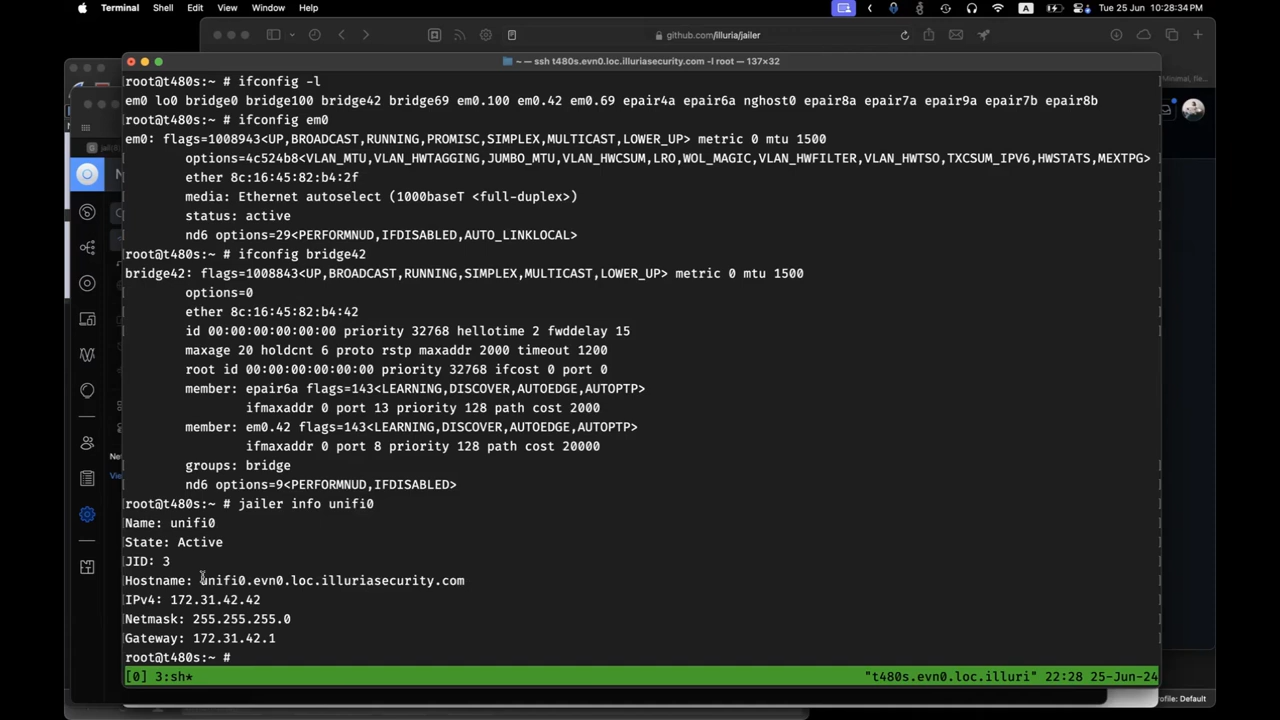 Terminal Shell Edit View Window Help
A Tue 25 Jun 10:28:34 PM
github.com/illuria/jailer
~ — ssh t480s.evn0.loc.illuriasecurity.com -l root — 137×32
root@t480s:~ # ifconfig -l
em0 lo0 bridge0 bridge100 bridge42 bridge69 em0.100 em0.42 em0.69 epair4a epair6a nghost0 epair8a epair7a epair9a epair7b epair8b
root@t480s:~ # ifconfig em0
em0: flags=1008943<UP,BROADCAST,RUNNING,PROMISC,SIMPLEX,MULTICAST,LOWER_UP> metric 0 mtu 1500
options=4c524b8<VLAN_MTU,VLAN_HWTAGGING,JUMBO_MTU,VLAN_HWCSUM,LRO,WOL_MAGIC,VLAN_HWFILTER,VLAN_HWTSO,TXCSUM_IPV6,HWSTATS,MEXTPG>
ether 8c:16:45:82:b4:2f
media: Ethernet autoselect (1000baseT <full-duplex>)
status: active
nd6 options=29<PERFORMNUD,IFDISABLED,AUTO_LINKLOCAL>
root@t480s:~ # ifconfig bridge42
bridge42: flags=1008843<UP,BROADCAST,RUNNING,SIMPLEX,MULTICAST,LOWER_UP> metric 0 mtu 1500
options=0
ether 8c:16:45:82:b4:42
id 00:00:00:00:00:00 priority 32768 hellotime 2 fwddelay 15
maxage 20 holdcnt 6 proto rstp maxaddr 2000 timeout 1200
root id 00:00:00:00:00:00 priority 32768 ifcost 0 port 0
member: epair6a flags=143<LEARNING,DISCOVER,AUTOEDGE,AUTOPTP>
ifmaxaddr 0 port 13 priority 128 path cost 2000
member: em0.42 flags=143<LEARNING,DISCOVER,AUTOEDGE,AUTOPTP>
ifmaxaddr 0 port 8 priority 128 path cost 20000
groups: bridge
nd6 options=9<PERFORMNUD,IFDISABLED>
root@t480s:~ # jailer info unifi0
Name: unifi0
State: Active
JID: 3
Hostname: unifi0.evn0.loc.illuriasecurity.com
IPv4: 172.31.42.42
Netmask: 255.255.255.0
Gateway: 172.31.42.1
root@t480s:~ #
[0] 3:sh* "t480s.evn0.loc.illuri" 22:28 25-Jun-24
ofile: Default